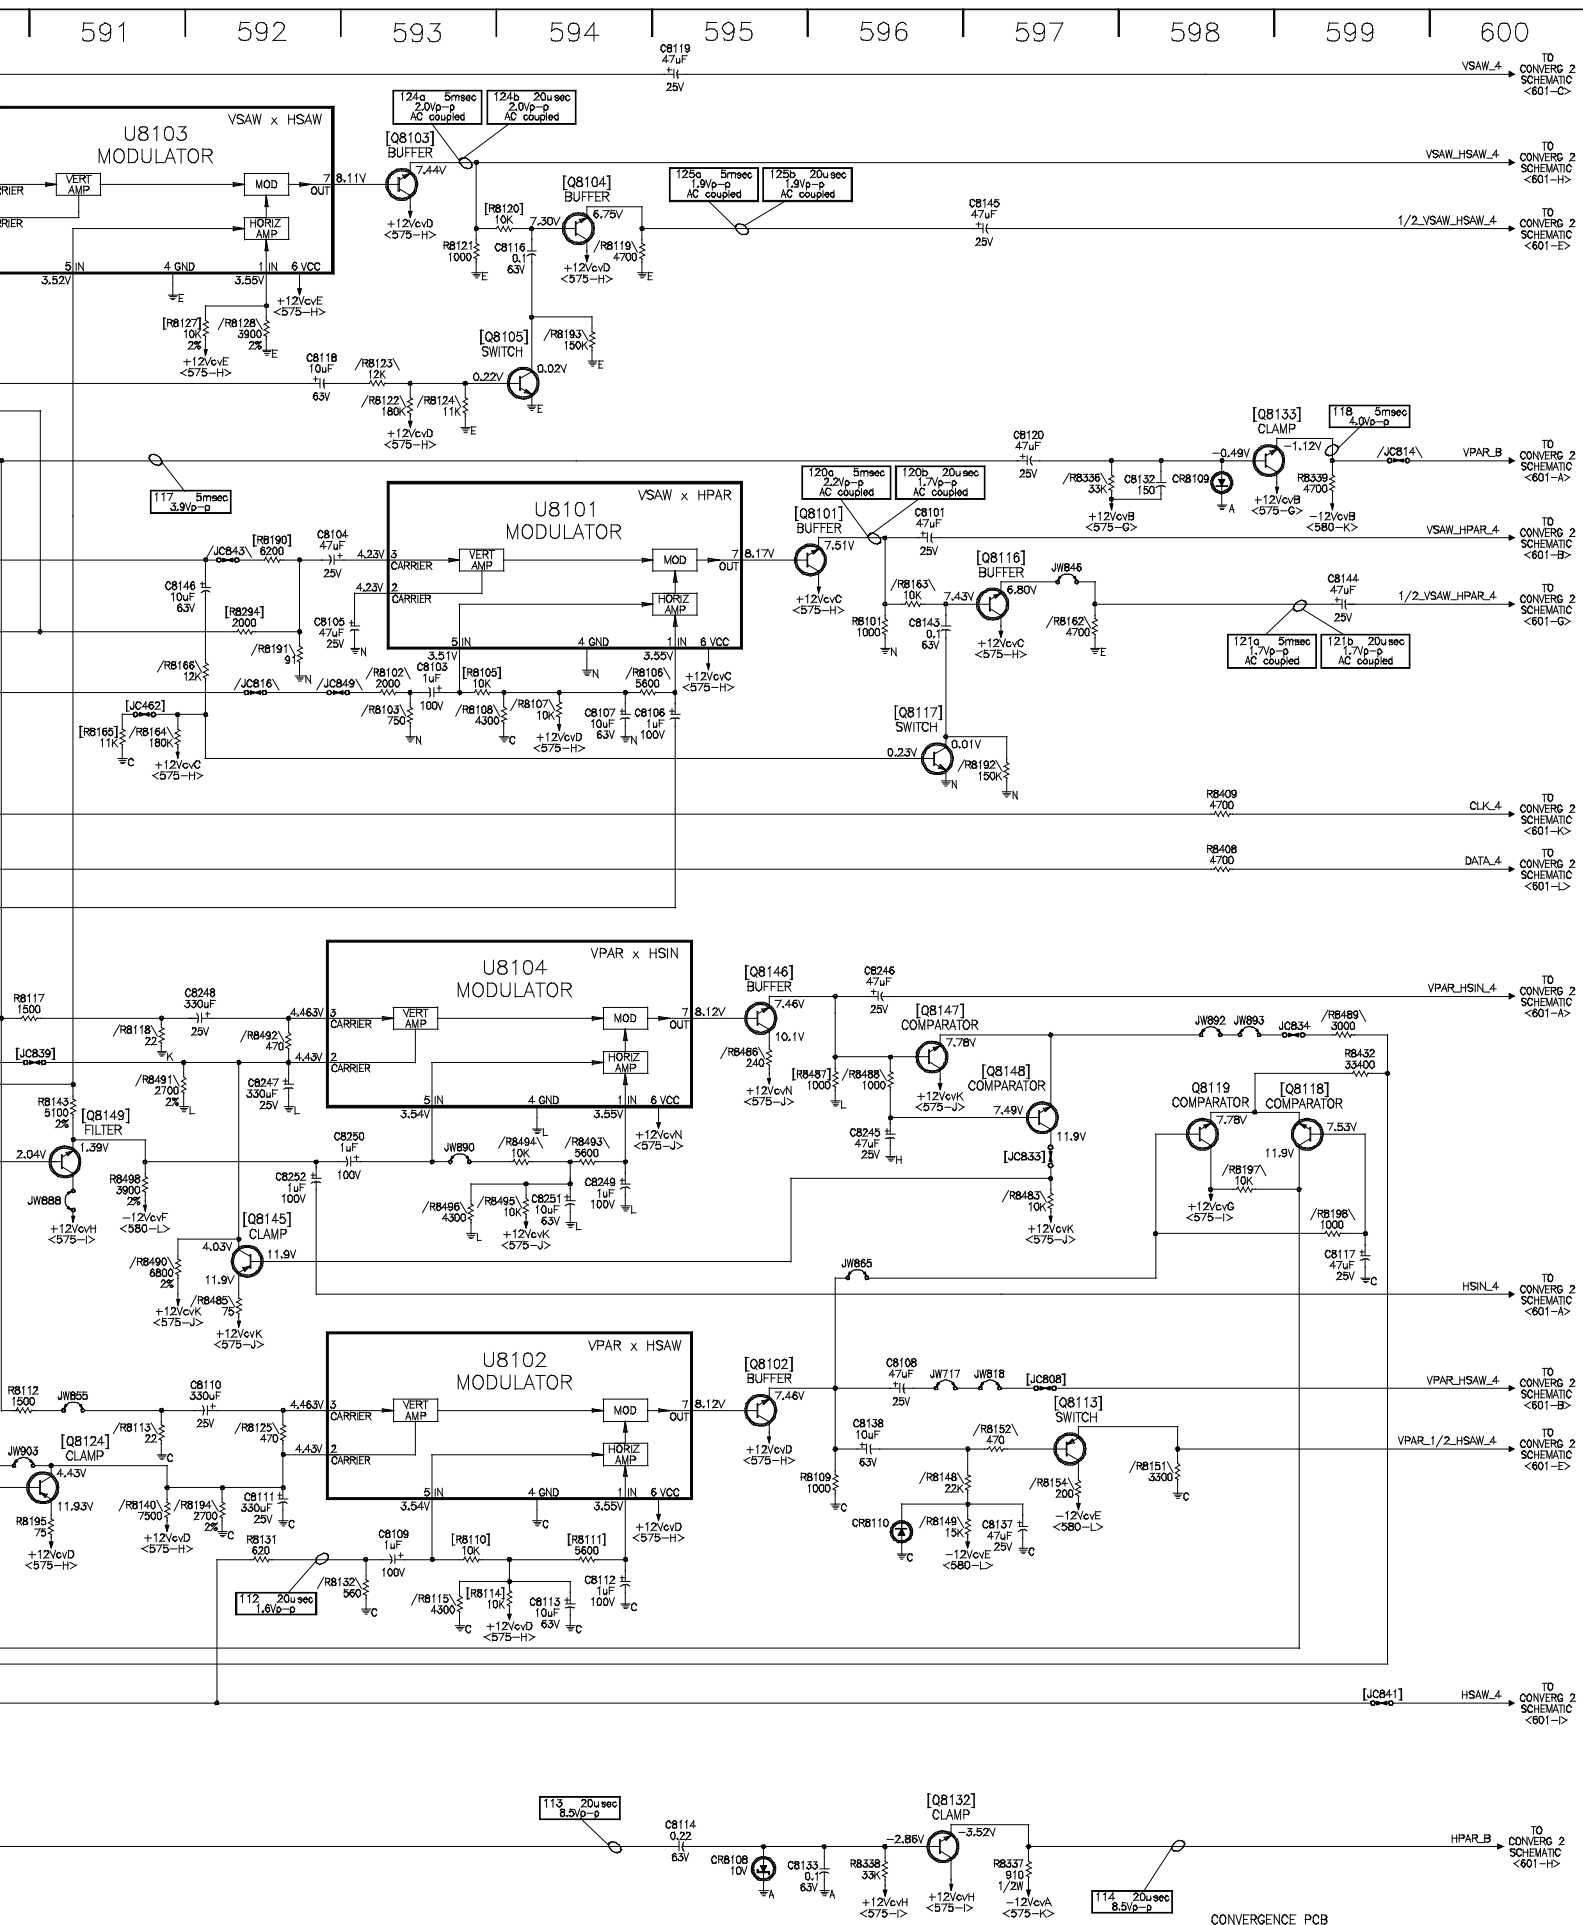 591 592 593 594 595 596 597 598 599 600
C8119
47uF
25V
VSAW_4
TO
CONVERG 2
SCHEMATIC
<601-C>
124a 5msec
2.0Vp-p
AC coupled
124b 20usec
2.0Vp-p
AC coupled
VSAW x HSAW
U8103
MODULATOR
[Q8103]
BUFFER
7.44V
VSAW_HSAW_4
TO
CONVERG 2
SCHEMATIC
<601-H>
RRIER
VERT
AMP
MOD
7
OUT
8.11V
RRIER
HORIZ
AMP
+12VcvD
<575-H>
[Q8104]
BUFFER
6.75V
125a 5msec
1.9Vp-p
AC coupled
125b 20usec
1.9Vp-p
AC coupled
[R8120]
10K
7.30V
C8145
47uF
25V
1/2_VSAW_HSAW_4
TO
CONVERG 2
SCHEMATIC
<601-E>
R8121
1000
E
C8116
0.1
63V
+12VcvD
<575-H>
/R8119\
4700
E
5 IN
3.52V
4 GND
E
1 IN
3.55V
6 VCC
+12VcvE
<575-H>
[R8127]
10K
2%
+12VcvE
<575-H>
/R8128\
3900
2%
E
[Q8105]
SWITCH
/R8193\
150K
E
C8118
10uF
63V
/R8123\
12K
0.22V
0.02V
E
/R8122\
180K
+12VcvD
<575-H>
/R8124\
11K
E
[Q8133]
CLAMP
-0.49V
-1.12V
118 5msec
4.0Vp-p
C8120
47uF
25V
/JC814\
VPAR_B
TO
CONVERG 2
SCHEMATIC
<601-A>
117 5msec
3.9Vp-p
R8336\
33K
+12VcvB
<575-G>
C8132
150
CR8109
A
+12VcvB
<575-G>
R8339
4700
-12VcvB
<580-K>
120a 5msec
2.2Vp-p
AC coupled
120b 20usec
1.7Vp-p
AC coupled
VSAW x HPAR
U8101
MODULATOR
[Q8101]
BUFFER
7.51V
C8101
47uF
25V
VSAW_HPAR_4
TO
CONVERG 2
SCHEMATIC
<601-B>
/JC843\
[R8190]
6200
C8104
47uF
25V
4.23V
3
CARRIER
VERT
AMP
MOD
7
OUT
8.17V
+12VcvC
<575-H>
[Q8116]
BUFFER
6.80V
JW846
C8146
10uF
63V
4.23V
2
CARRIER
HORIZ
AMP
R8101
1000
N
/R8163\
10K
7.43V
C8143
0.1
63V
+12VcvC
<575-H>
/R8162\
4700
E
C8144
47uF
25V
1/2_VSAW_HPAR_4
TO
CONVERG 2
SCHEMATIC
<601-G>
121a 5msec
1.7Vp-p
AC coupled
121b 20usec
1.7Vp-p
AC coupled
[R8294]
2000
C8105
47uF
25V
N
/R8191\
91
N
5 IN
3.51V
4 GND
N
1 IN
3.55V
6 VCC
+12VcvC
<575-H>
/R8166\
12K
/JC816\
/JC849\
/R8102\
2000
C8103
1uF
100V
[R8105]
10K
/R8106\
5600
/R8103\
750
N
/R8108\
4300
C
/R8107\
10K
+12VcvD
<575-H>
C8107
10uF
63V
N
C8106
1uF
100V
[JC462]
[R8165]
11K
C
/R8164\
180K
+12VcvC
<575-H>
[Q8117]
SWITCH
0.23V
0.01V
N
/R8192\
150K
N
R8409
4700
CLK_4
TO
CONVERG 2
SCHEMATIC
<601-K>
R8408
4700
DATA_4
TO
CONVERG 2
SCHEMATIC
<601-L>
VPAR x HSIN
U8104
MODULATOR
[Q8146]
BUFFER
7.46V
10.1V
C8246
47uF
25V
VPAR_HSIN_4
TO
CONVERG 2
SCHEMATIC
<601-A>
R8117
1500
/R8118\
22
K
C8248
330uF
25V
/R8492\
470
4.463V
3
CARRIER
VERT
AMP
MOD
7
OUT
8.12V
[Q8147]
COMPARATOR
7.78V
JW892
JW893
JC834
/R8489\
3000
[JC839]
4.43V
2
CARRIER
HORIZ
AMP
R8486\
240
+12VcvN
<575-J>
[R8487]
1000
L
/R8488\
1000
+12VcvK
<575-J>
[Q8148]
COMPARATOR
7.49V
11.9V
R8432
33400
/R8491\
2700
2%
L
C8247
330uF
25V
L
R8143
5100
2%
[Q8149]
FILTER
2.04V
1.39V
JW888
+12VcvH
<575-I>
R8498
3900
2%
-12VcvF
<580-L>
5 IN
3.54V
4 GND
L
1 IN
3.55V
6 VCC
+12VcvN
<575-J>
C8245
47uF
25V
H
[JC833]
Q8119
COMPARATOR
7.78V
[Q8118]
COMPARATOR
7.53V
11.9V
C8250
1uF
100V
JW890
/R8494\
10K
/R8493\
5600
C8252
1uF
100V
/R8496\
4300
L
/R8495\
10K
+12VcvK
<575-J>
C8251
10uF
63V
L
C8249
1uF
100V
L
/R8483\
10K
+12VcvK
<575-J>
/R8197\
10K
+12VcvG
<575-I>
/R8198\
1000
C8117
47uF
25V
C
[Q8145]
CLAMP
4.03V
11.9V
11.9V
/R8490\
6800
2%
+12VcvK
<575-J>
/R8485\
75
+12VcvK
<575-J>
JW865
HSIN_4
TO
CONVERG 2
SCHEMATIC
<601-A>
VPAR x HSAW
U8102
MODULATOR
[Q8102]
BUFFER
7.46V
C8108
47uF
25V
JW717
JW818
[JC808]
VPAR_HSAW_4
TO
CONVERG 2
SCHEMATIC
<601-B>
R8112
1500
JW855
C8110
330uF
25V
/R8113\
22
C
/R8125\
470
4.463V
3
CARRIER
VERT
AMP
MOD
7
OUT
8.12V
+12VcvD
<575-H>
C8138
10uF
63V
/R8152\
470
[Q8113]
SWITCH
VPAR_1/2_HSAW_4
TO
CONVERG 2
SCHEMATIC
<601-E>
JW903
[Q8124]
CLAMP
4.43V
11.93V
4.43V
2
CARRIER
HORIZ
AMP
R8109
1000
C
/R8148\
22K
/R8154\
200
-12VcvE
<580-L>
/R8151\
3300
C
R8195
75
+12VcvD
<575-H>
/R8140\
7500
+12VcvD
<575-H>
/R8194\
2700
2%
C
C8111
330uF
25V
C
5 IN
3.54V
4 GND
C
1 IN
3.55V
6 VCC
+12VcvD
<575-H>
CR8110
C
/R8149\
15K
-12VcvE
<580-L>
C8137
47uF
25V
C
R8131
620
C8109
1uF
100V
[R8110]
10K
[R8111]
5600
112 20usec
1.6Vp-p
/R8132\
560
C
/R8115\
4300
C
[R8114]
10K
+12VcvD
<575-H>
C8113
10uF
63V
C
C8112
1uF
100V
C
[JC841]
HSAW_4
TO
CONVERG 2
SCHEMATIC
<601-I>
113 20usec
8.5Vp-p
C8114
0.22
63V
[Q8132]
CLAMP
-2.86V
-3.52V
HPAR_B
TO
CONVERG 2
SCHEMATIC
<601-H>
CR8108
10V
A
C8133
0.1
63V
A
R8338
33K
+12VcvH
<575-I>
+12VcvH
<575-I>
R8337
910
1/2W
-12VcvA
<575-K>
114 20usec
8.5Vp-p
CONVERGENCE PCB